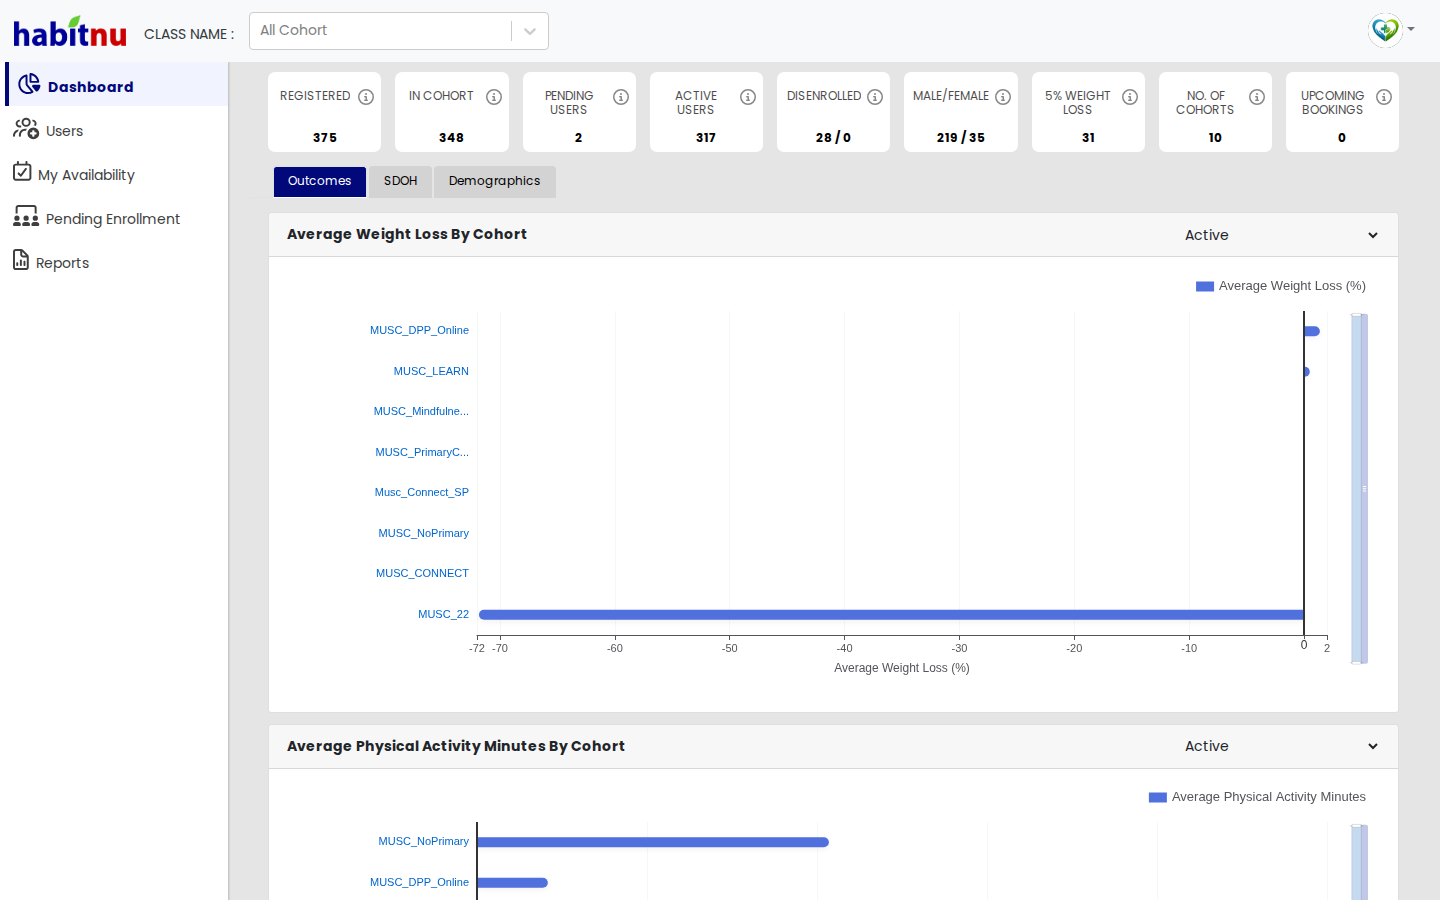 habitnu
CLASS NAME :
All Cohort
Dashboard
Users
My Availability
Pending Enrollment
Reports
REGISTERED
375
IN COHORT
348
PENDING
USERS
2
ACTIVE
USERS
317
DISENROLLED
28 / 0
MALE/FEMALE
219 / 35
5% WEIGHT
LOSS
31
NO. OF
COHORTS
10
UPCOMING
BOOKINGS
0
Outcomes
SDOH
Demographics
Average Weight Loss By Cohort
Active
Average Weight Loss (%)
MUSC_DPP_Online
MUSC_LEARN
MUSC_Mindfulne...
MUSC_PrimaryC...
Musc_Connect_SP
MUSC_NoPrimary
MUSC_CONNECT
MUSC_22
-72 -70 -60 -50 -40 -30 -20 -10 0 2
Average Weight Loss (%)
Average Physical Activity Minutes By Cohort
Active
Average Physical Activity Minutes
MUSC_NoPrimary
MUSC_DPP_Online